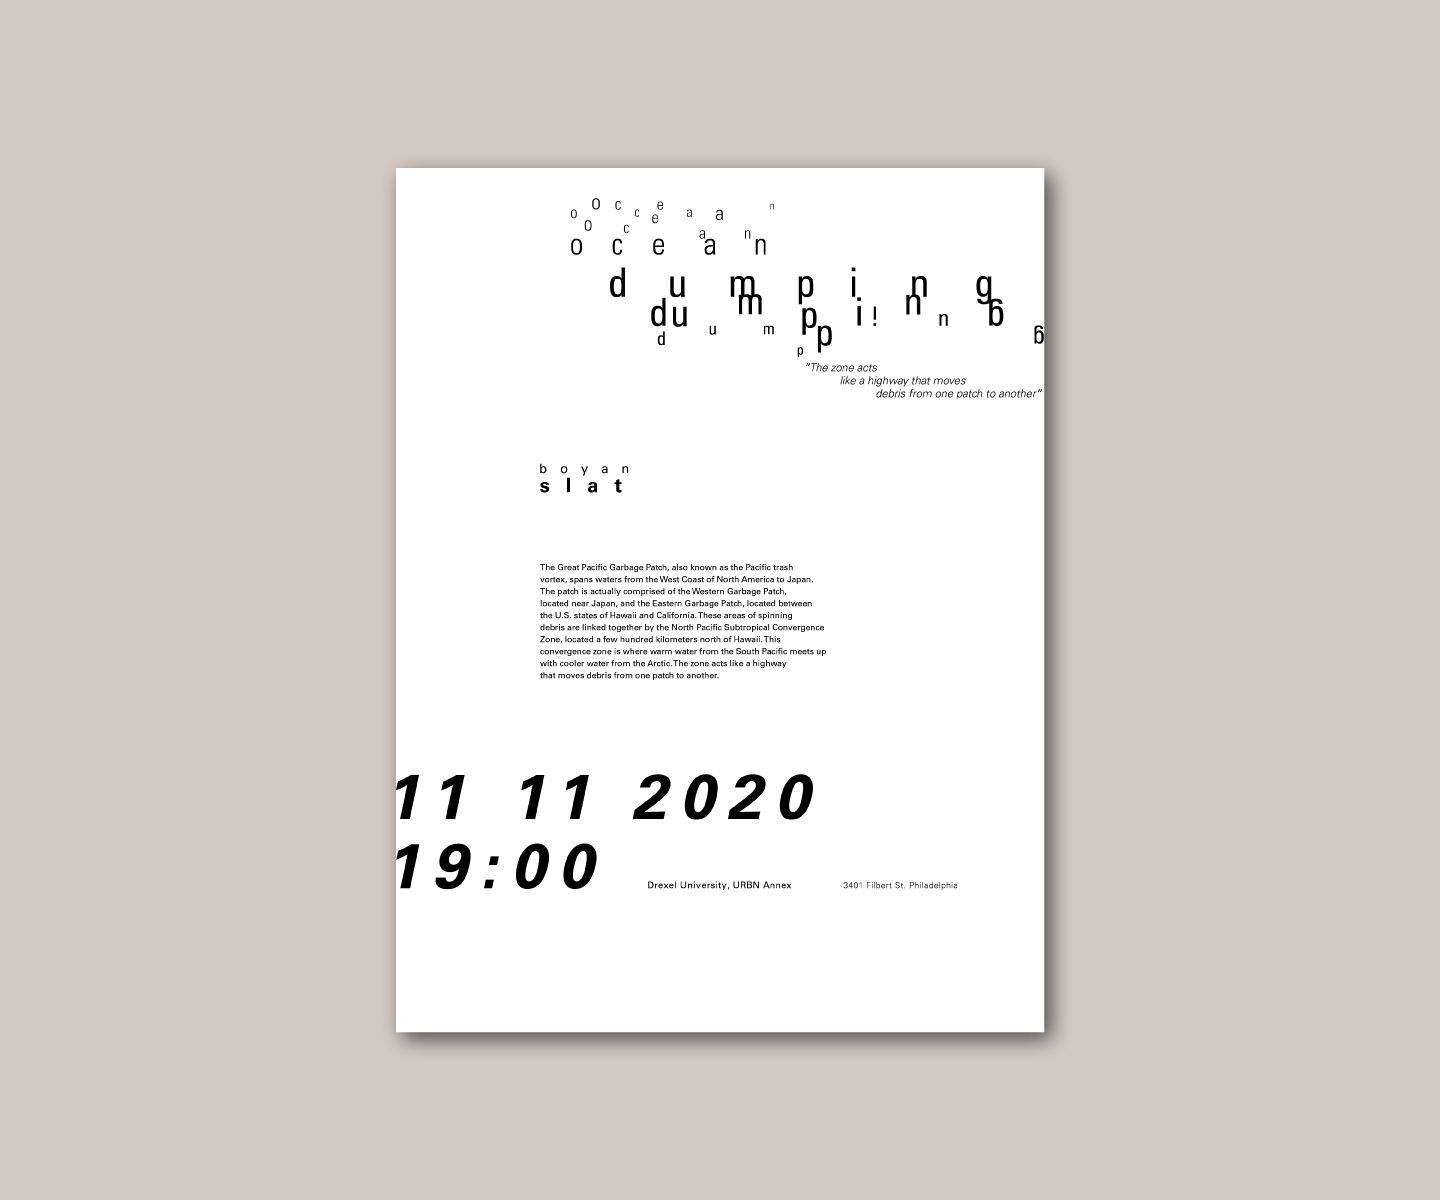 o O c e a a n
o c e
O c a n
o c e a n
d u m p i n g
m n
d u p i ! n g
d u m p g
p
"The zone acts
like a highway that moves
debris from one patch to another"
b o y a n
s l a t
The Great Pacific Garbage Patch, also known as the Pacific trash
vortex, spans waters from the West Coast of North America to Japan.
The patch is actually comprised of the Western Garbage Patch,
located near Japan, and the Eastern Garbage Patch, located between
the U.S. states of Hawaii and California. These areas of spinning
debris are linked together by the North Pacific Subtropical Convergence
Zone, located a few hundred kilometers north of Hawaii. This
convergence zone is where warm water from the South Pacific meets up
with cooler water from the Arctic. The zone acts like a highway
that moves debris from one patch to another.
11 11 2020
19:00
Drexel University, URBN Annex 3401 Filbert St. Philadelphia